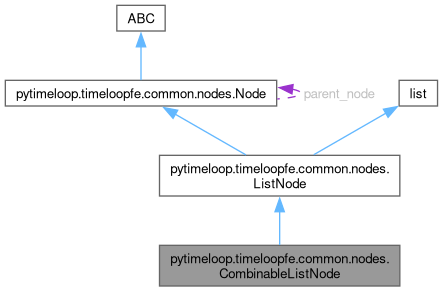 ABC
pytimeloop.timeloopfe.common.nodes.Node
parent_node
list
pytimeloop.timeloopfe.common.nodes.
ListNode
pytimeloop.timeloopfe.common.nodes.
CombinableListNode